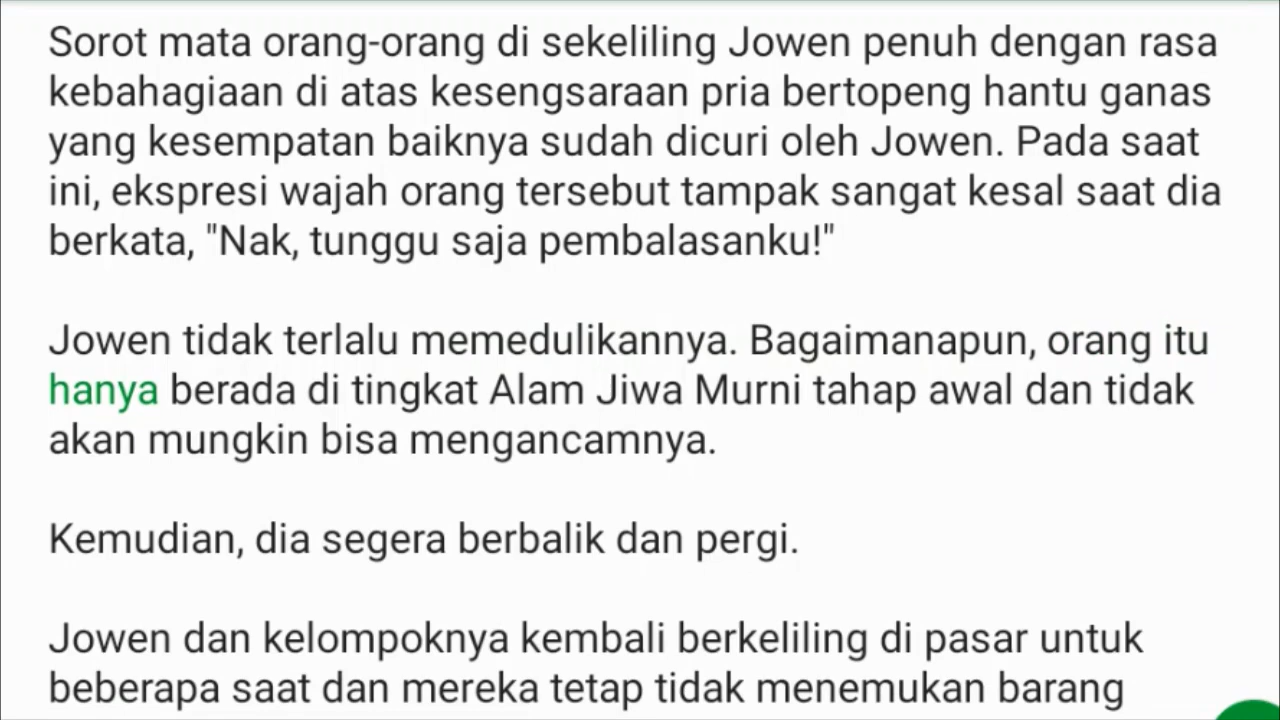 Sorot mata orang-orang di sekeliling Jowen penuh dengan rasa
kebahagiaan di atas kesengsaraan pria bertopeng hantu ganas
yang kesempatan baiknya sudah dicuri oleh Jowen. Pada saat
ini, ekspresi wajah orang tersebut tampak sangat kesal saat dia
berkata, "Nak, tunggu saja pembalasanku!"
Jowen tidak terlalu memedulikannya. Bagaimanapun, orang itu
hanya berada di tingkat Alam Jiwa Murni tahap awal dan tidak
akan mungkin bisa mengancamnya.
Kemudian, dia segera berbalik dan pergi.
Jowen dan kelompoknya kembali berkeliling di pasar untuk
beberapa saat dan mereka tetap tidak menemukan barang